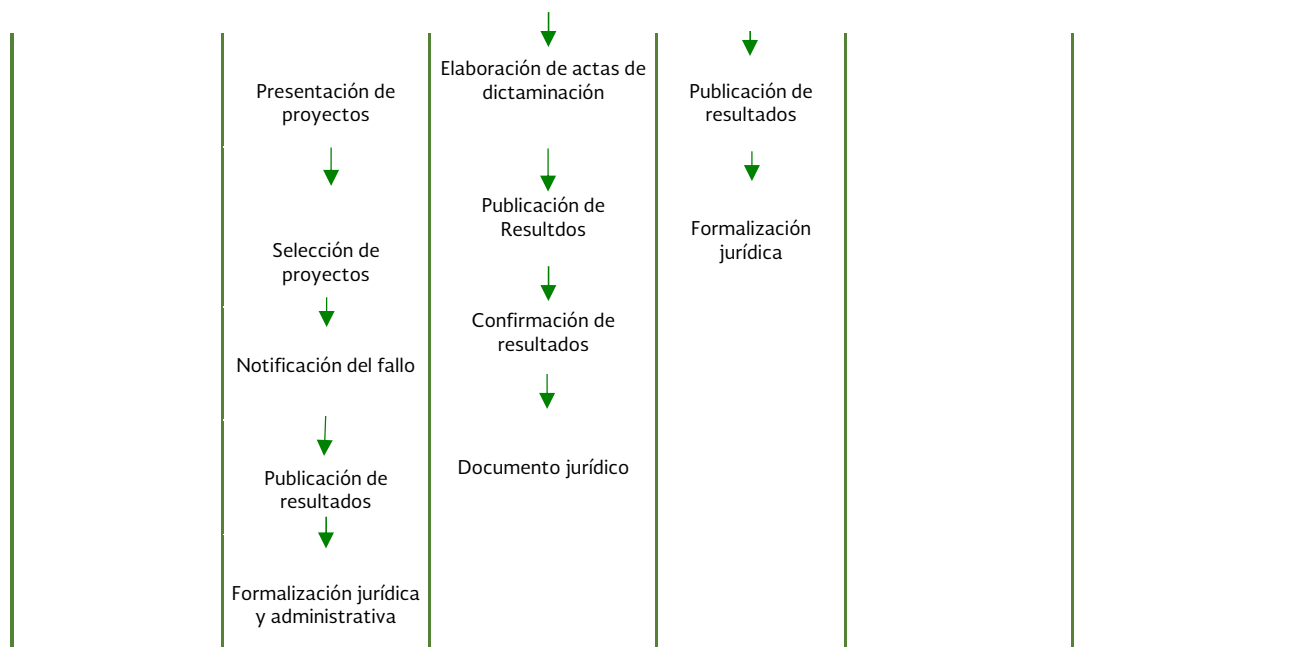 Presentación de
proyectos
Selección de
proyectos
Notificación del fallo
Publicación de
resultados
Formalización jurídica
y administrativa
Elaboración de actas de
dictaminación
Publicación de
Resultdos
Confirmación de
resultados
Documento jurídico
Publicación de
resultados
Formalización
jurídica